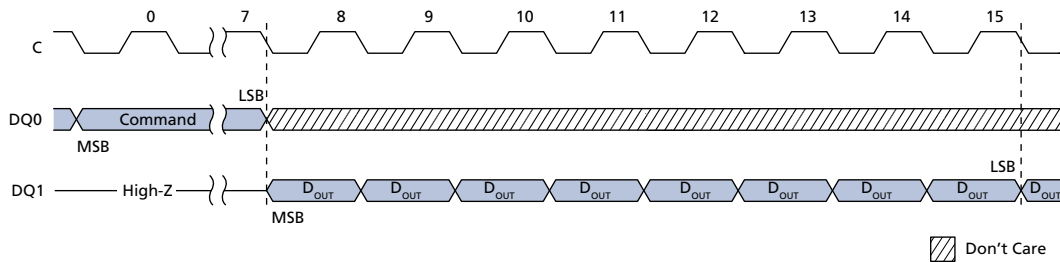 0 7 8 9 10 11 12 13 14 15
C
LSB
DQ0 Command
MSB
LSB
DQ1 High-Z DOUT DOUT DOUT DOUT DOUT DOUT DOUT DOUT DOUT
MSB
Don't Care